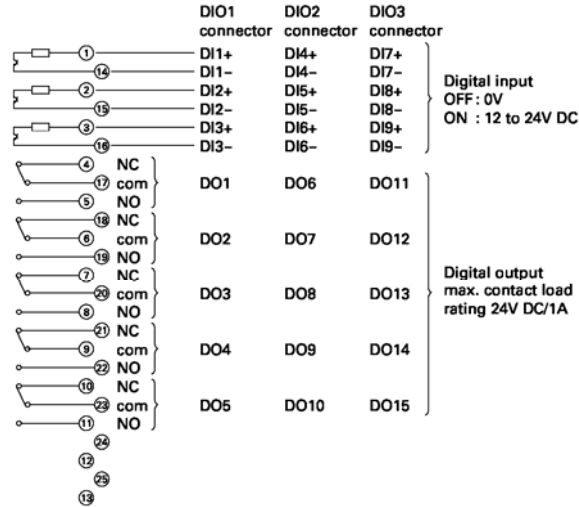 DIO1 DIO2 DIO3
connector connector connector
1 DI1+ DI4+ DI7+
14 DI1– DI4– DI7–
2 DI2+ DI5+ DI8+
15 DI2– DI5– DI8–
3 DI3+ DI6+ DI9+
16 DI3– DI6– DI9–
Digital input
OFF : 0V
ON : 12 to 24V DC
4 NC
17 com DO1 DO6 DO11
5 NO
18 NC
6 com DO2 DO7 DO12
19 NO
7 NC
20 com DO3 DO8 DO13
8 NO
21 NC
9 com DO4 DO9 DO14
22 NO
10 NC
23 com DO5 DO10 DO15
11 NO
Digital output
max. contact load
rating 24V DC/1A
24
12
25
13